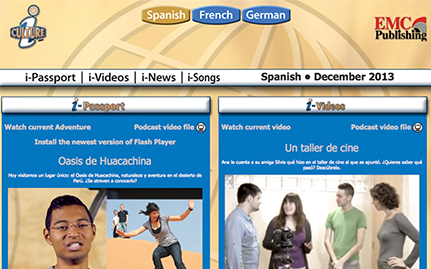 Spanish French German
i CULTURE
EMC
Publishing
i-Passport | i-Videos | i-News | i-Songs
Spanish • December 2013
i-Passport
Watch current Adventure Podcast video file
Install the newest version of Flash Player
Oasis de Huacachina
Hoy visitamos un lugar único: el Oasis de Huacachina, naturaleza y aventura en el desierto de
Perú. ¿Se atreven a conocerlo?
i-Videos
Watch current video Podcast video file
Un taller de cine
Ana le cuenta a su amiga Silvia qué hizo en el taller de cine al que se apuntó. ¿Quieres saber qué
pasó? Descúbrelo.